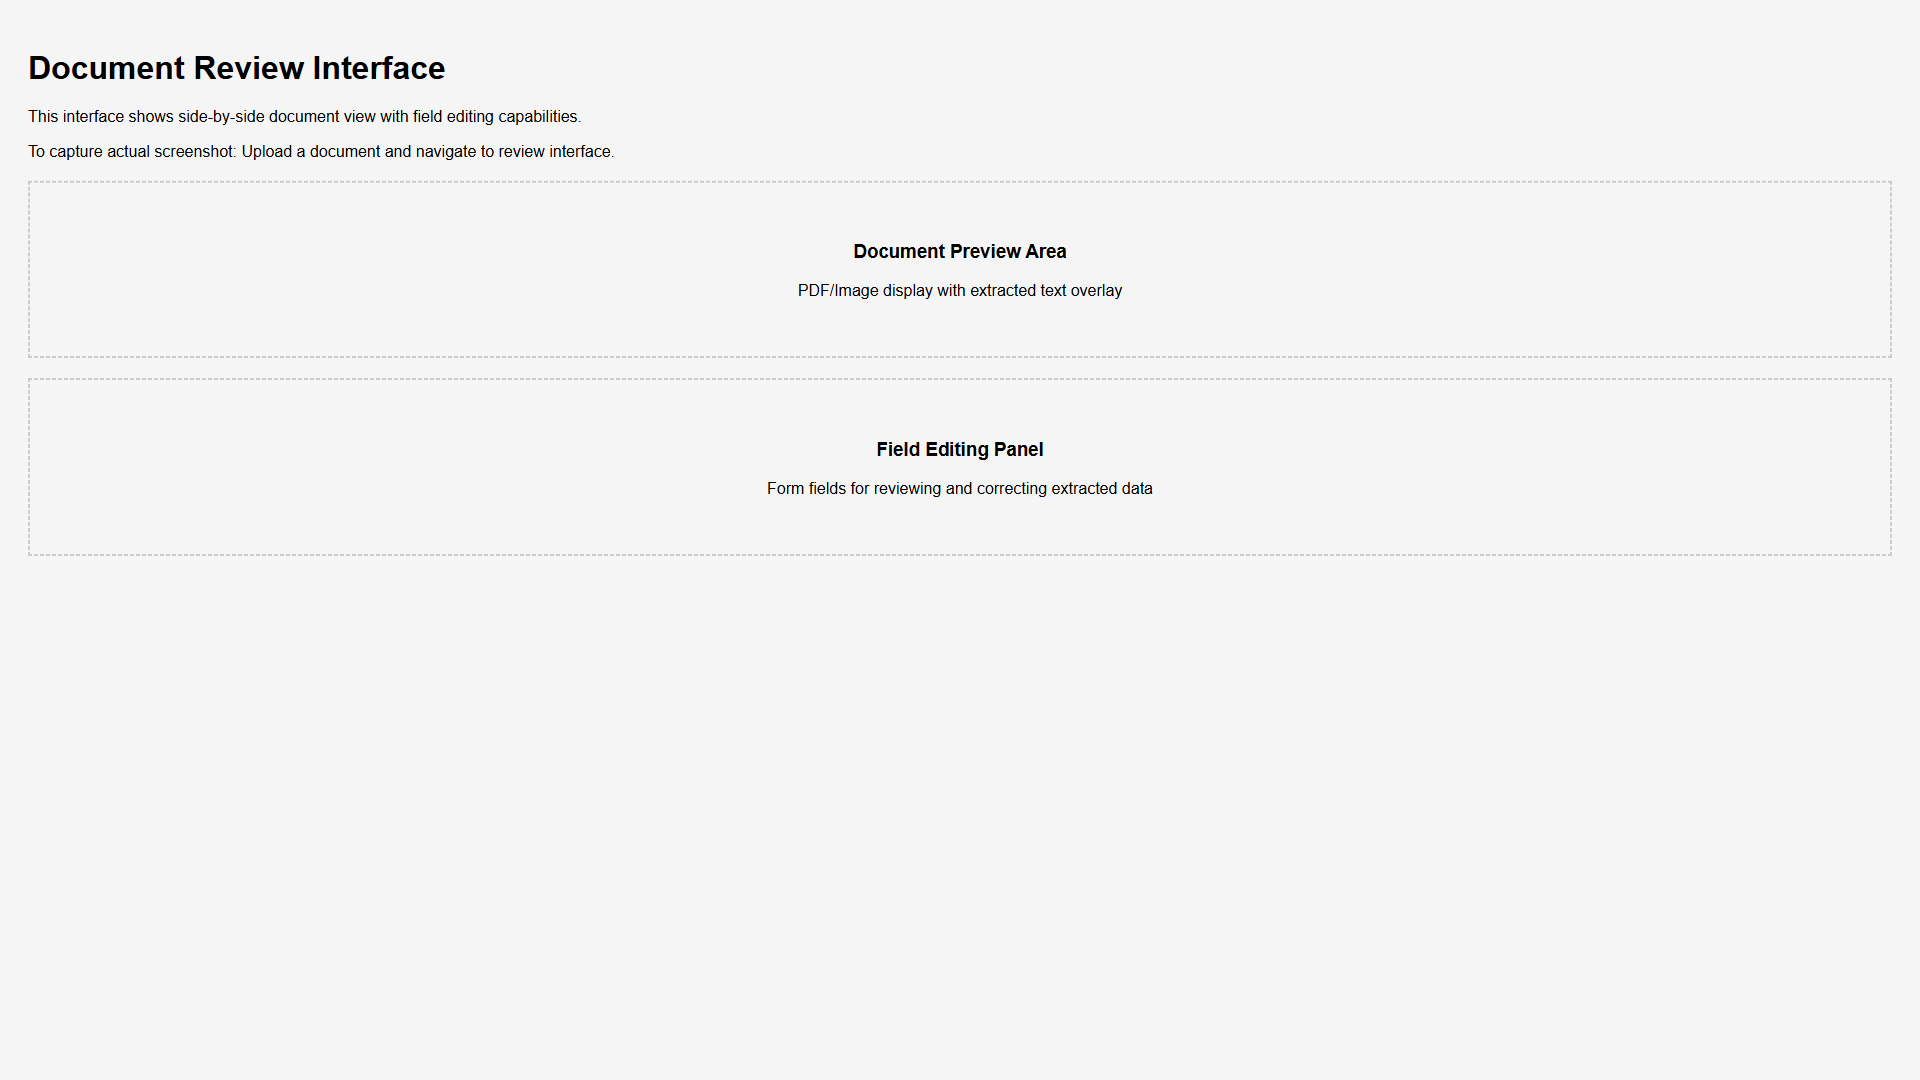 Document Review Interface
This interface shows side-by-side document view with field editing capabilities.
To capture actual screenshot: Upload a document and navigate to review interface.
Document Preview Area
PDF/Image display with extracted text overlay
Field Editing Panel
Form fields for reviewing and correcting extracted data